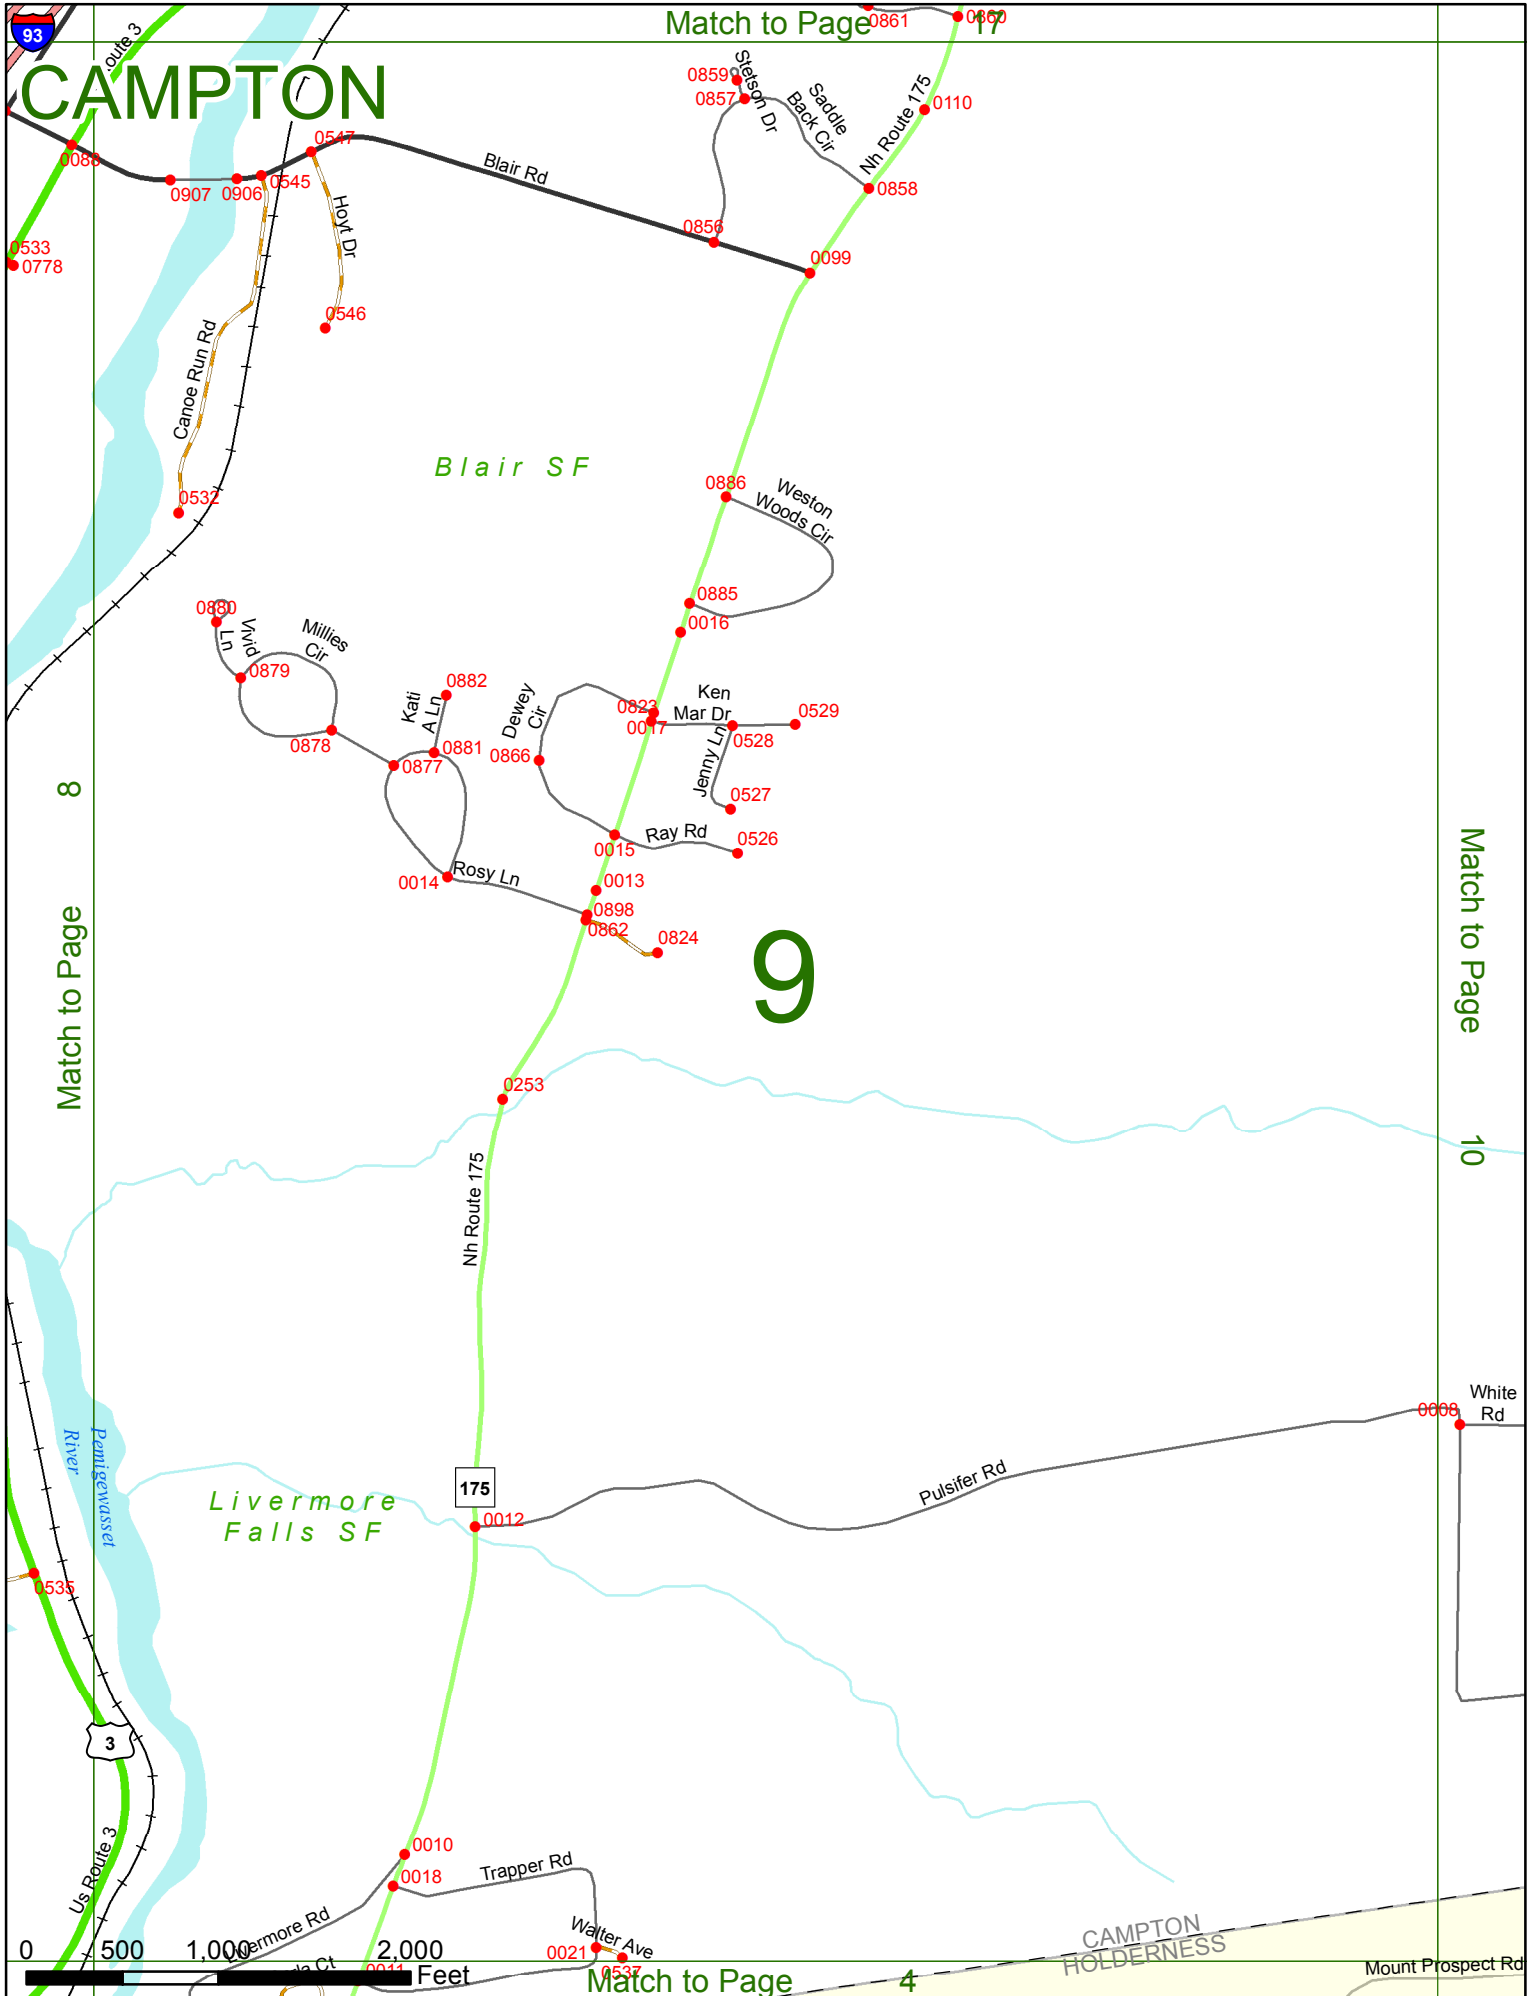 93
oute 3
Match to Page 17
0861
0860
CAMPTON
0859
0857
Stetson Dr
Saddle
Back Cir
Nh Route 175
0110
0088
0547
0907
0906
0545
Hoyt Dr
Blair Rd
0858
0856
0099
0533
0778
0546
Canoe Run Rd
Blair SF
0532
0886
Weston
Woods Cir
0885
0016
0880
Vivid
Ln
Millies
Cir
0879
0882
Kati
A Ln
Dewey
Cir
0823
0017
Ken
Mar Dr
0529
0528
0878
0881
0877
0866
Jenny Ln
0527
8
Match to Page
0015
Ray Rd
0526
0014
Rosy Ln
0013
0898
0862
0824
9
Match to Page
10
0253
Nh Route 175
White
Rd
0008
Pemigewasset
River
Livermore
Falls SF
175
0012
Pulsifer Rd
0535
3
Us Route 3
0010
0018
Trapper Rd
Livermore Rd
Walter Ave
0021
0537
CAMPTON
HOLDERNESS
0 500 1,000 2,000
Feet
la Ct
0011
Match to Page 4
Mount Prospect Rd